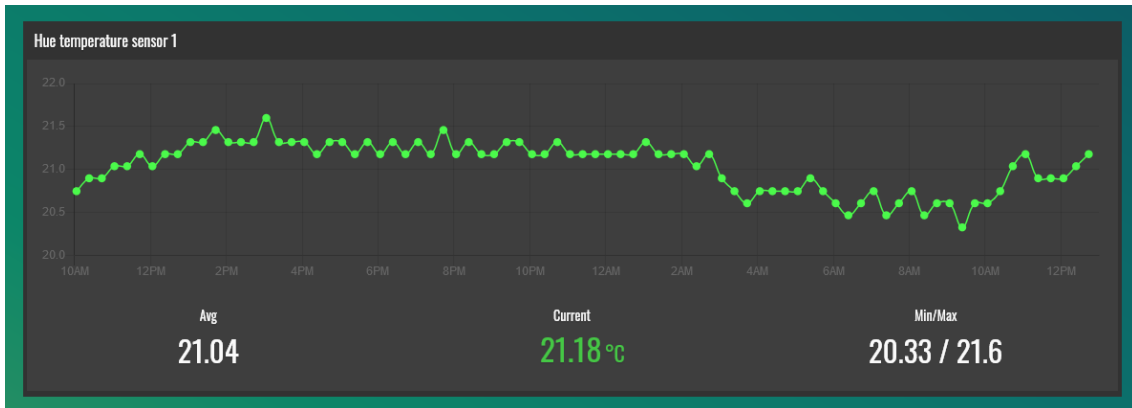 Hue temperature sensor 1
22.0
21.5
21.0
20.5
20.0
10AM 12PM 2PM 4PM 6PM 8PM 10PM 12AM 2AM 4AM 6AM 8AM 10AM 12PM
Avg Current Min/Max
21.04 21.18 °C 20.33 / 21.6